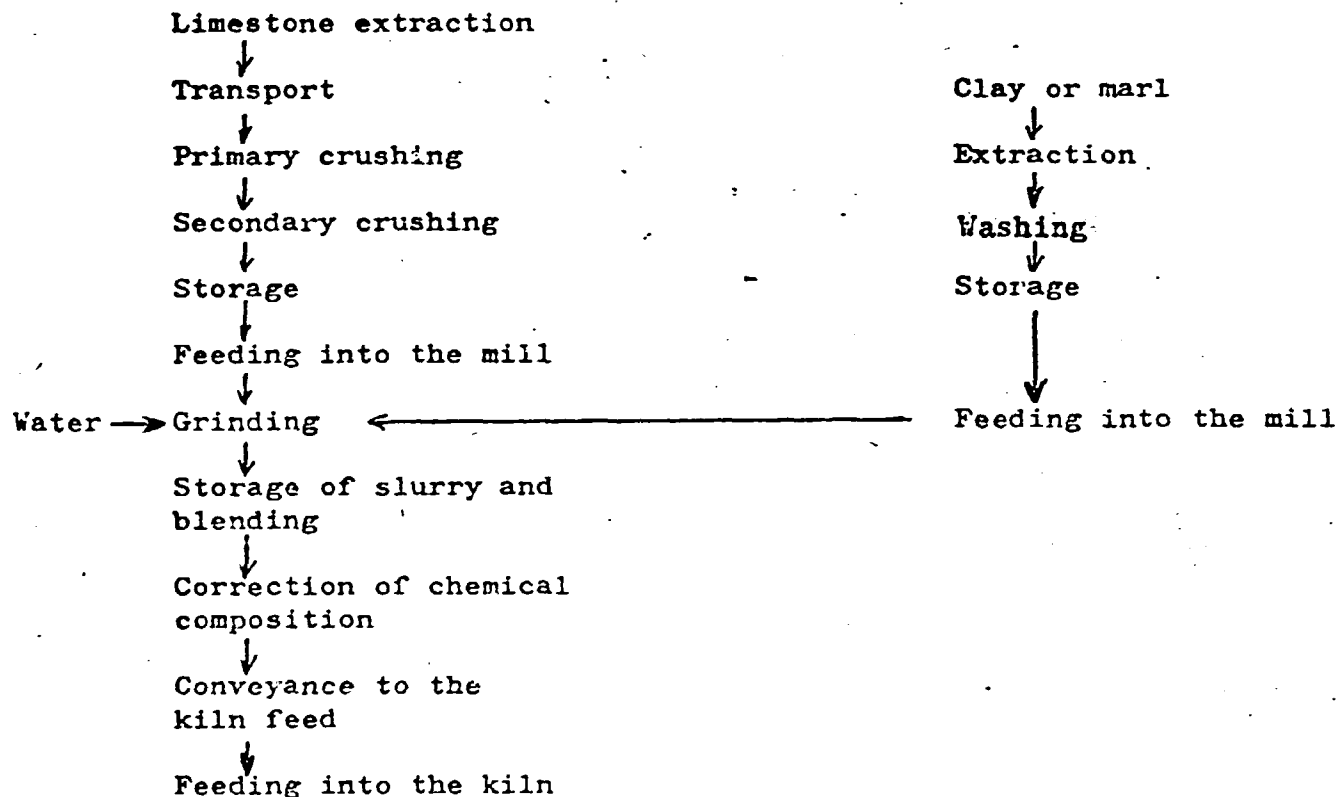 Limestone extraction
Transport
Primary crushing
Secondary crushing
Storage
Feeding into the mill
Water
Grinding
Storage of slurry and
blending
Correction of chemical
composition
Conveyance to the
kiln feed
Feeding into the kiln
Clay or marl
Extraction
Washing
Storage
Feeding into the mill